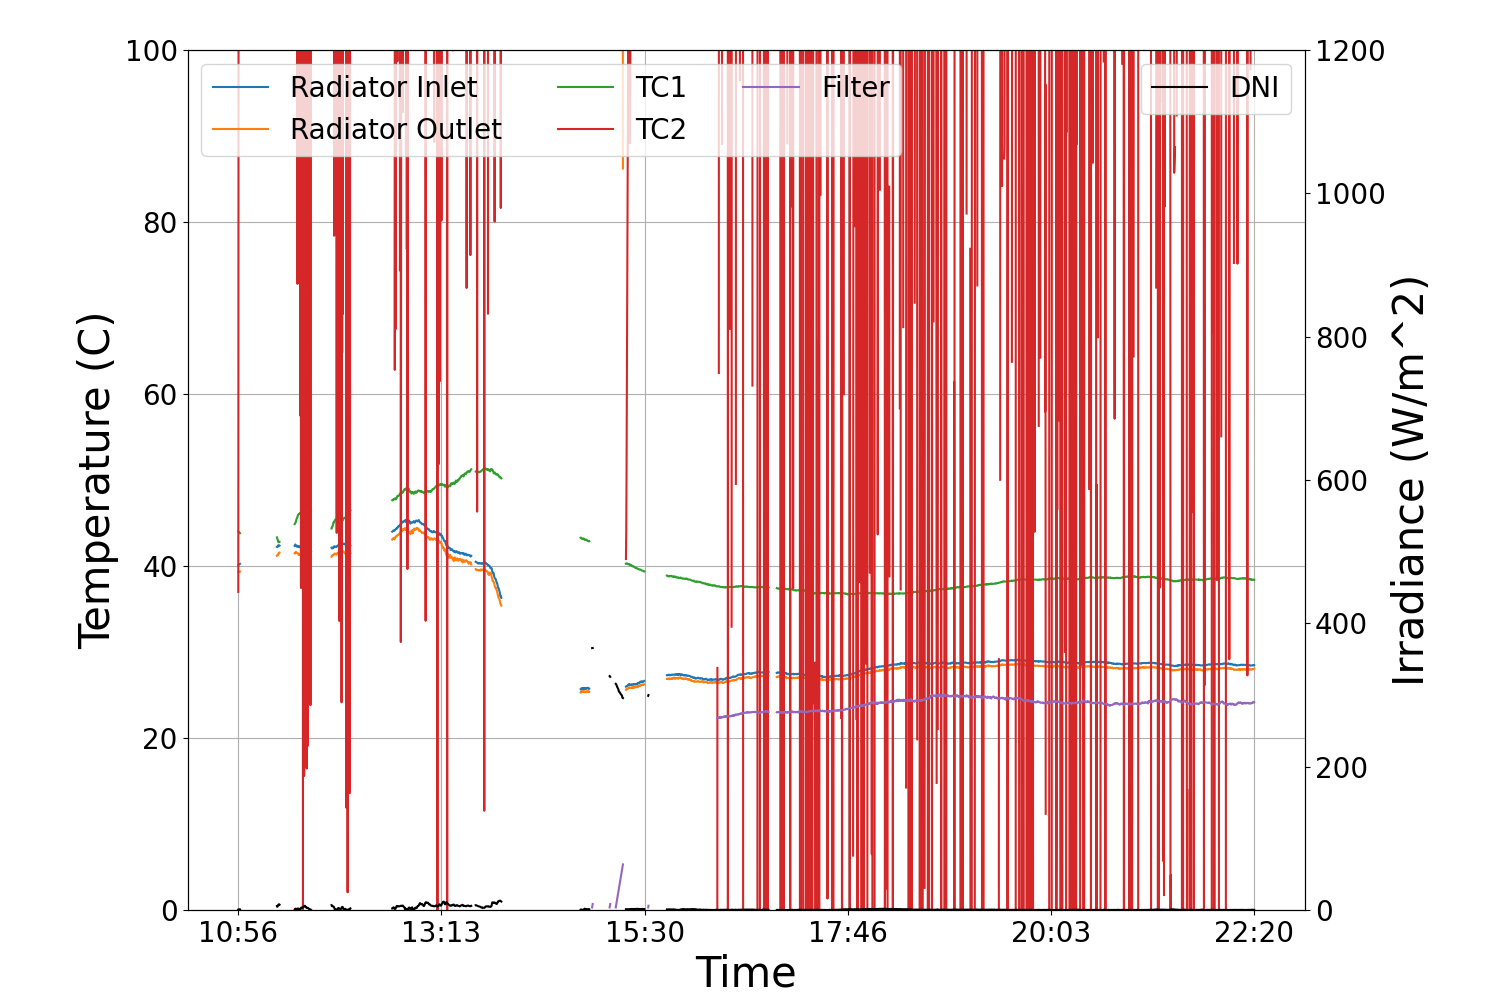 100
80
60
40
20
0
Temperature (C)
Radiator Inlet
Radiator Outlet
TC1
TC2
Filter
DNI
1200
1000
800
600
400
200
0
Irradiance (W/m^2)
10:56
13:13
15:30
17:46
20:03
22:20
Time